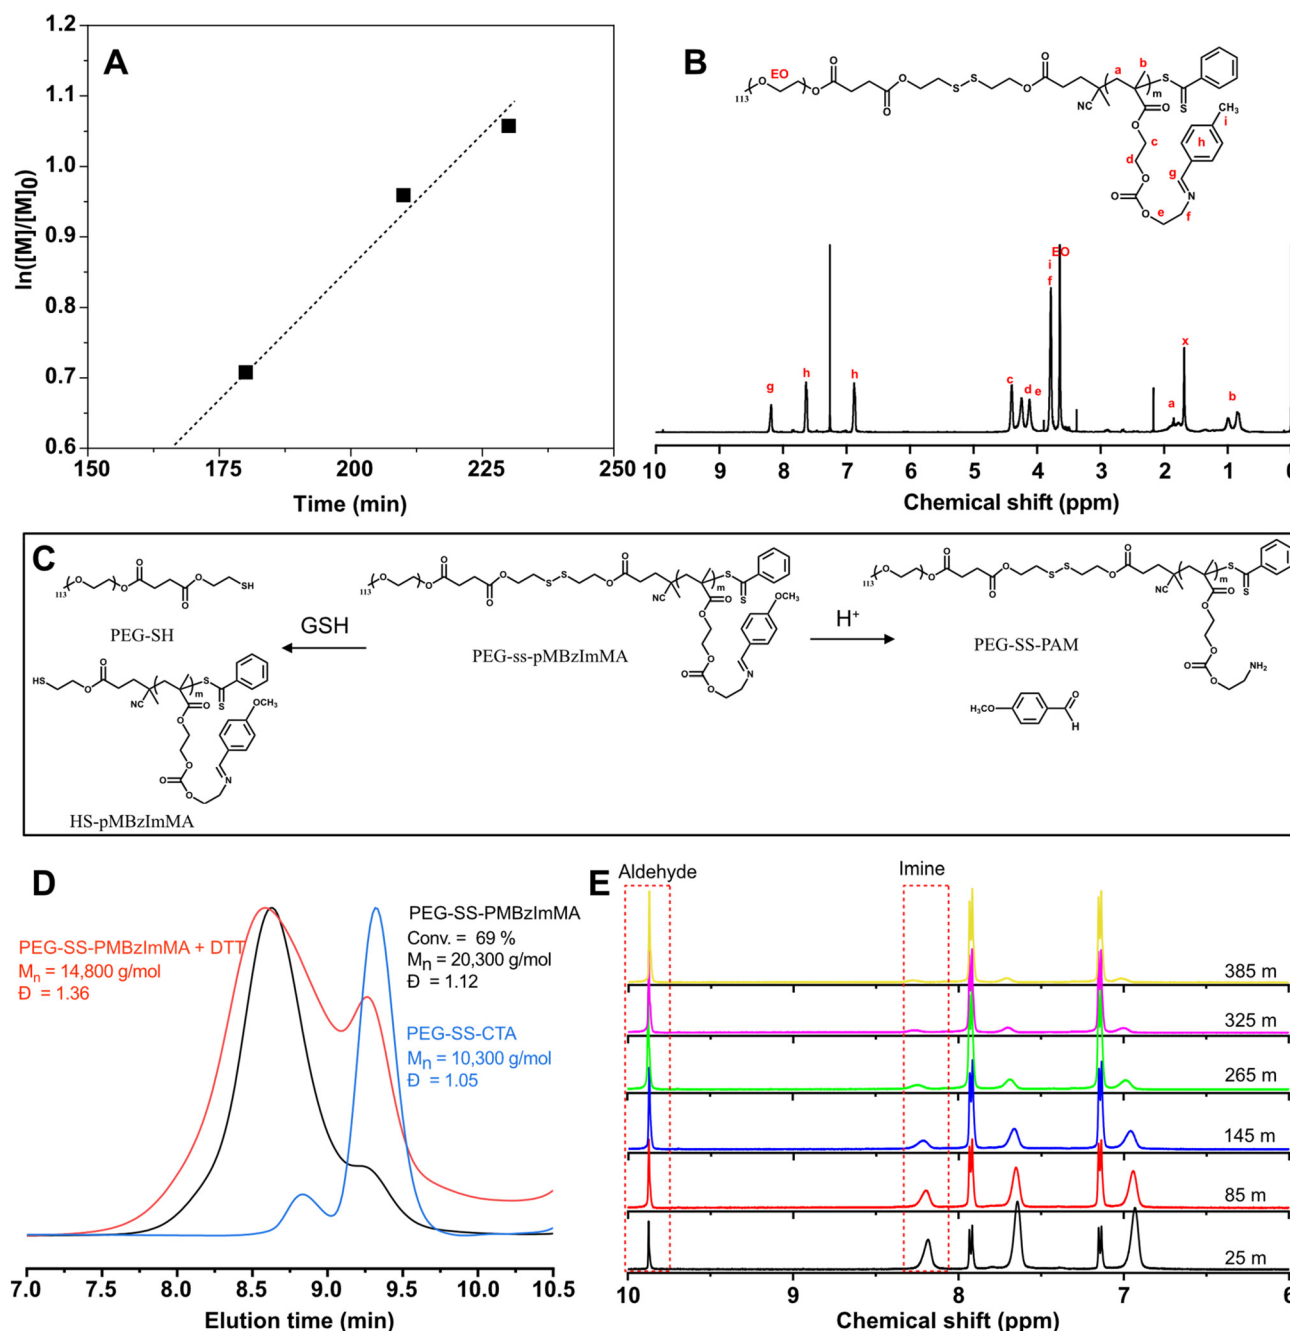 A
1.2
1.1
1.0
0.9
0.8
0.7
0.6
ln([M]/[M]0)
150
175
200
225
250
Time (min)
B
EO
113
O
O
O
O
O
S
S
O
O
a
b
m
S
S
NC
O
O
c
d
O
O
O
e
f
N
g
h
i
CH3
g
h
h
c
d
e
i
f
EO
a
x
b
10
9
8
7
6
5
4
3
2
1
0
Chemical shift (ppm)
C
113
O
O
O
O
O
SH
PEG-SH
GSH
HS
O
O
NC
m
S
S
O
O
O
O
O
N
OCH3
HS-pMBzImMA
113
O
O
O
O
O
S
S
O
O
NC
m
S
S
O
O
O
O
O
N
OCH3
PEG-ss-pMBzImMA
H+
113
O
O
O
O
O
S
S
O
O
NC
m
S
S
O
O
O
O
O
NH2
PEG-SS-PAM
OCH3
O
H
D
PEG-SS-PMBzImMA + DTT
Mn = 14,800 g/mol
Đ = 1.36
PEG-SS-PMBzImMA
Conv. = 69 %
Mn = 20,300 g/mol
Đ = 1.12
PEG-SS-CTA
Mn = 10,300 g/mol
Đ = 1.05
7.0
7.5
8.0
8.5
9.0
9.5
10.0
10.5
Elution time (min)
E
Aldehyde
Imine
385 m
325 m
265 m
145 m
85 m
25 m
10
9
8
7
6
Chemical shift (ppm)